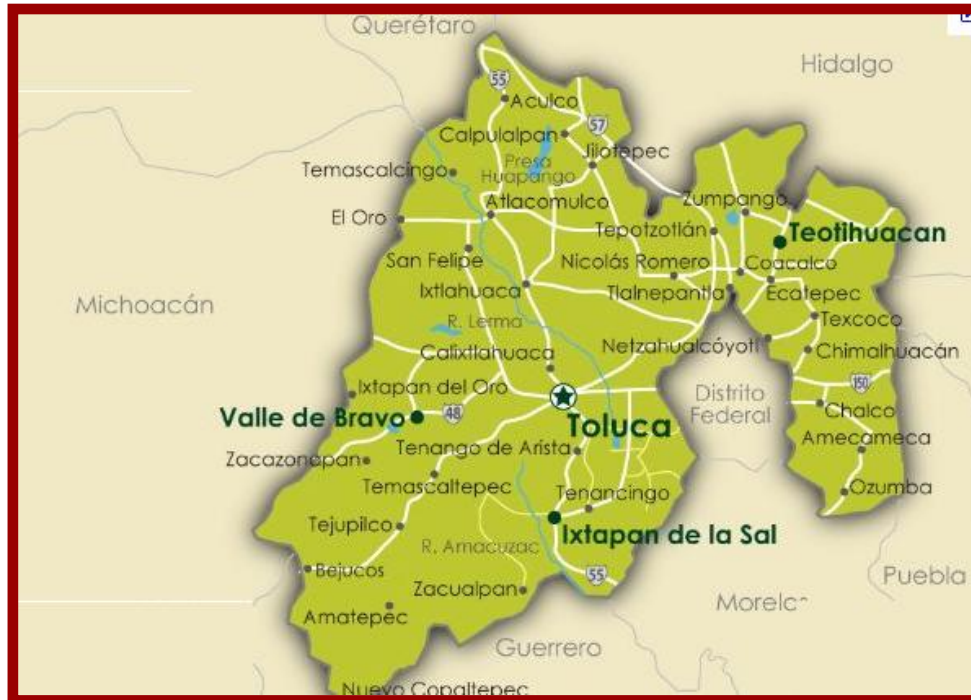 Querétaro
Hidalgo
55
Aculco
57
Calpulalpan
Jilotepec
Presa
Huapango
Temascalcingo
Zumpango
Atlacomulco
El Oro
Tepotzotlán
Teotihuacan
San Felipe
Nicolás Romero
Coacalco
Ixtlahuaca
Tlalnepantla
Ecatepec
Michoacán
R. Lerma
Texcoco
Netzahualcóyotl
Chimalhuacán
Calixtlahuaca
Ixtapan del Oro
Distrito
Federal
150
Valle de Bravo
48
Toluca
Chalco
Tenango de Arista
Amecameca
Zacazonapan
Temascaltepec
Tenancingo
Ozumba
Tejupilco
Ixtapan de la Sal
R. Amacuzac
Bejucos
55
Puebla
Zacualpan
Amatepec
Guerrero
Nuevo Copaltepec